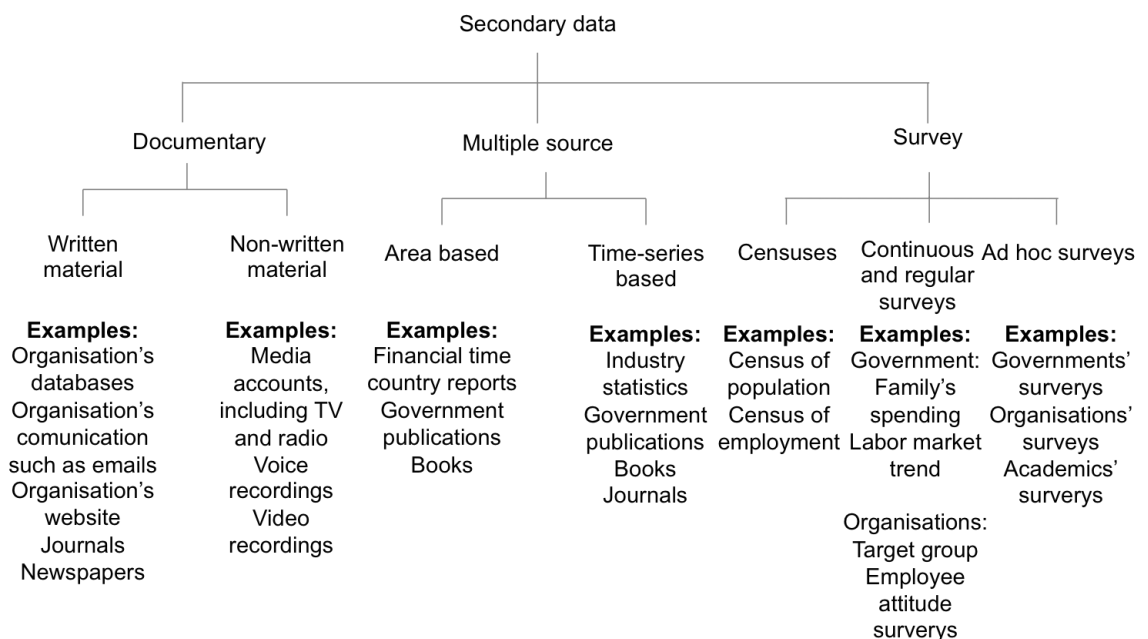 Secondary data
Documentary
Multiple source
Survey
Written
material
Non-written
material
Area based
Time-series
based
Censuses
Continuous
and regular
surveys
Ad hoc surveys
Examples:
Organisation's
databases
Organisation's
comunication
such as emails
Organisation's
website
Journals
Newspapers
Examples:
Media
accounts,
including TV
and radio
Voice
recordings
Video
recordings
Examples:
Financial time
country reports
Government
publications
Books
Examples:
Industry
statistics
Government
publications
Books
Journals
Examples:
Census of
population
Census of
employment
Examples:
Government:
Family's
spending
Labor market
trend
Organisations:
Target group
Employee
attitude
surverys
Examples:
Governments'
surverys
Organisations'
surveys
Academics'
surverys